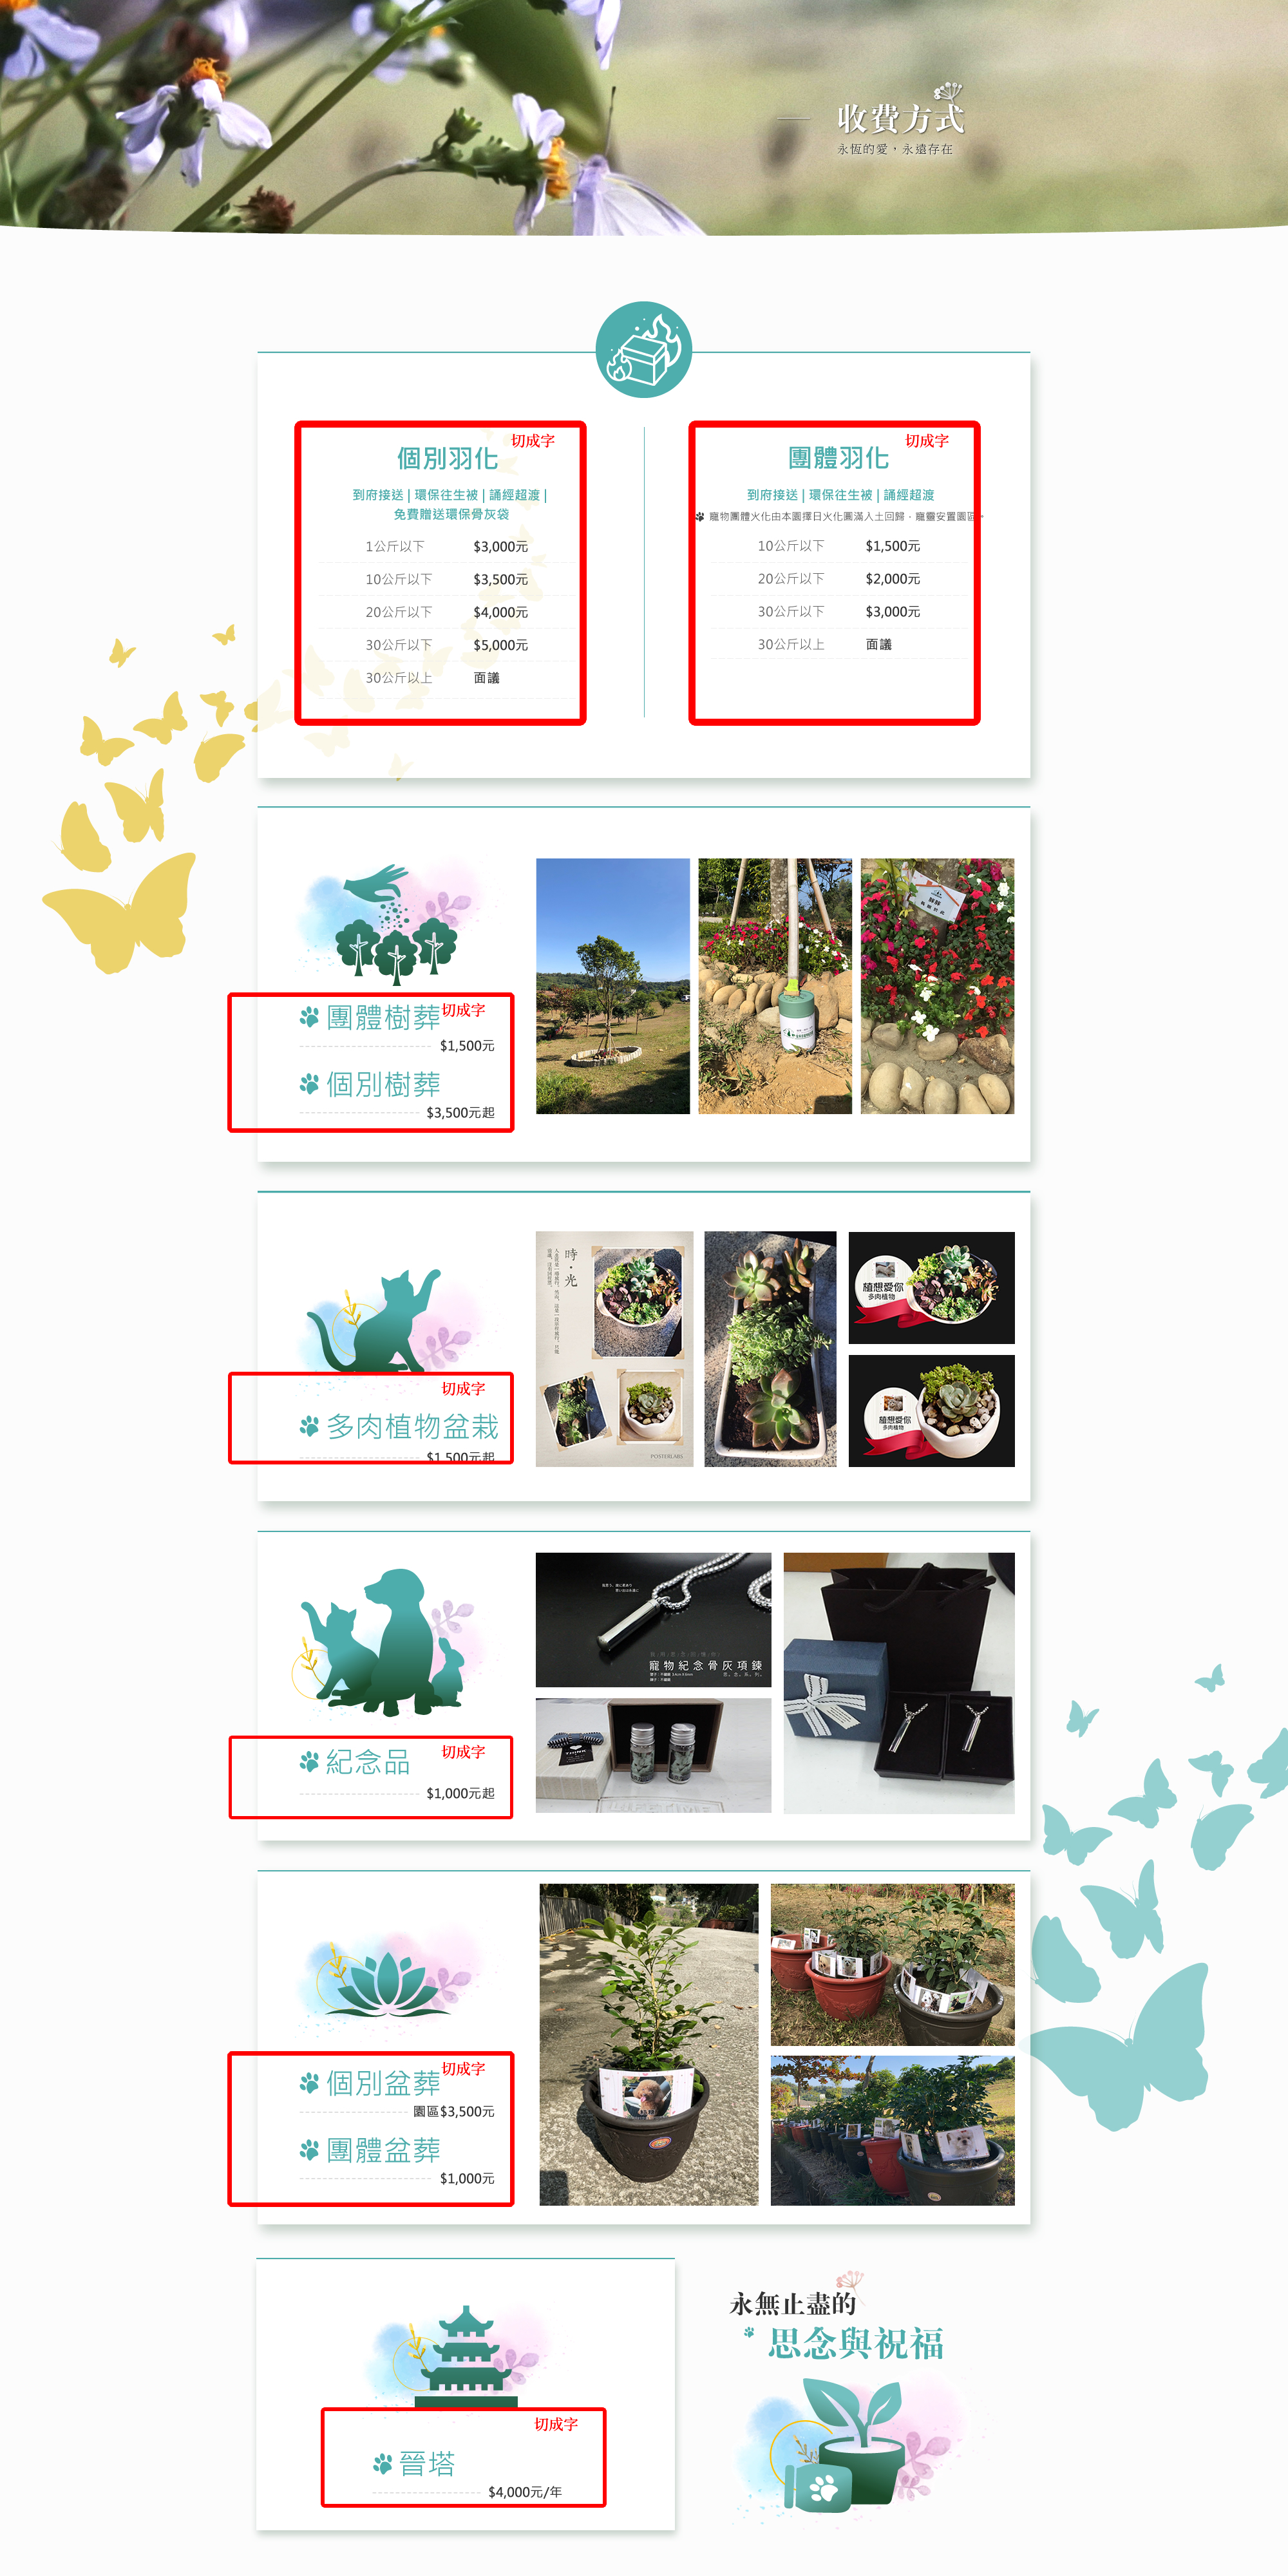 收費方式
永恆的愛，永遠存在
切成字
個別羽化
到府接送 | 環保往生被 | 誦經超渡 |
免費贈送環保骨灰袋
1公斤以下 $3,000元
10公斤以下 $3,500元
20公斤以下 $4,000元
30公斤以下 $5,000元
30公斤以上 面議
切成字
團體羽化
到府接送 | 環保往生被 | 誦經超渡
寵物團體火化由本園擇日火化圓滿入土回歸，寵靈安置園區。
10公斤以下 $1,500元
20公斤以下 $2,000元
30公斤以下 $3,000元
30公斤以上 面議
團體樹葬
切成字
$1,500元
個別樹葬
$3,500元起
切成字
多肉植物盆栽
$1,500元起
時・光
POSTERLABS
植想愛你
多肉植物
植想愛你
多肉植物
紀念品
切成字
$1,000元起
寵物紀念骨灰項鍊
個別盆葬
切成字
園區$3,500元
團體盆葬
$1,000元
切成字
晉塔
$4,000元/年
永無止盡的
思念與祝福